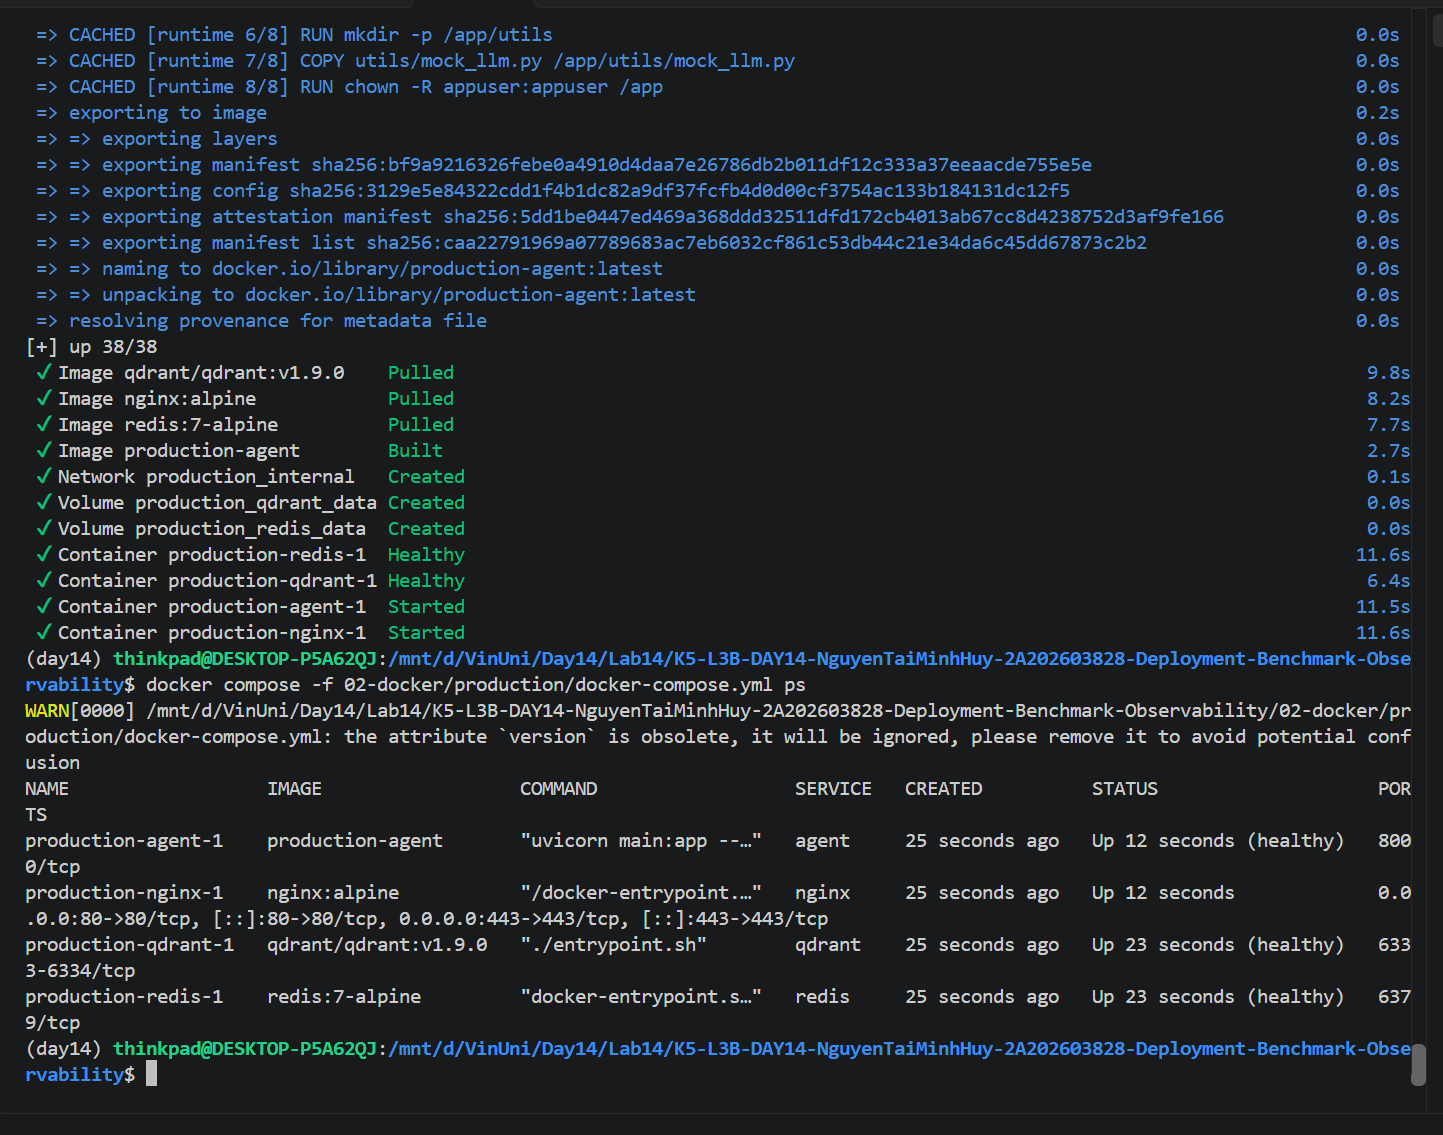 => CACHED [runtime 6/8] RUN mkdir -p /app/utils 0.0s
=> CACHED [runtime 7/8] COPY utils/mock_llm.py /app/utils/mock_llm.py 0.0s
=> CACHED [runtime 8/8] RUN chown -R appuser:appuser /app 0.0s
=> exporting to image 0.2s
=> => exporting layers 0.0s
=> => exporting manifest sha256:bf9a9216326febe0a4910d4daa7e26786db2b011df12c333a37eeaacde755e5e 0.0s
=> => exporting config sha256:3129e5e84322cdd1f4b1dc82a9df37fcfb4d0d00cf3754ac133b184131dc12f5 0.0s
=> => exporting attestation manifest sha256:5dd1be0447ed469a368ddd32511dfd172cb4013ab67cc8d4238752d3af9fe166 0.0s
=> => exporting manifest list sha256:caa22791969a07789683ac7eb6032cf861c53db44c21e34da6c45dd67873c2b2 0.0s
=> => naming to docker.io/library/production-agent:latest 0.0s
=> => unpacking to docker.io/library/production-agent:latest 0.0s
=> resolving provenance for metadata file 0.0s
[+] up 38/38
✓ Image qdrant/qdrant:v1.9.0 Pulled 9.8s
✓ Image nginx:alpine Pulled 8.2s
✓ Image redis:7-alpine Pulled 7.7s
✓ Image production-agent Built 2.7s
✓ Network production_internal Created 0.1s
✓ Volume production_qdrant_data Created 0.0s
✓ Volume production_redis_data Created 0.0s
✓ Container production-redis-1 Healthy 11.6s
✓ Container production-qdrant-1 Healthy 6.4s
✓ Container production-agent-1 Started 11.5s
✓ Container production-nginx-1 Started 11.6s
(day14) thinkpad@DESKTOP-P5A62QJ:/mnt/d/VinUni/Day14/Lab14/K5-L3B-DAY14-NguyenTaiMinhHuy-2A202603828-Deployment-Benchmark-Obse
rvability$ docker compose -f 02-docker/production/docker-compose.yml ps
WARN[0000] /mnt/d/VinUni/Day14/Lab14/K5-L3B-DAY14-NguyenTaiMinhHuy-2A202603828-Deployment-Benchmark-Observability/02-docker/pr
oduction/docker-compose.yml: the attribute `version` is obsolete, it will be ignored, please remove it to avoid potential conf
usion
NAME IMAGE COMMAND SERVICE CREATED STATUS POR
TS
production-agent-1 production-agent "uvicorn main:app --…" agent 25 seconds ago Up 12 seconds (healthy) 800
0/tcp
production-nginx-1 nginx:alpine "/docker-entrypoint.…" nginx 25 seconds ago Up 12 seconds 0.0
.0.0:80->80/tcp, [::]:80->80/tcp, 0.0.0.0:443->443/tcp, [::]:443->443/tcp
production-qdrant-1 qdrant/qdrant:v1.9.0 "./entrypoint.sh" qdrant 25 seconds ago Up 23 seconds (healthy) 633
3-6334/tcp
production-redis-1 redis:7-alpine "docker-entrypoint.s…" redis 25 seconds ago Up 23 seconds (healthy) 637
9/tcp
(day14) thinkpad@DESKTOP-P5A62QJ:/mnt/d/VinUni/Day14/Lab14/K5-L3B-DAY14-NguyenTaiMinhHuy-2A202603828-Deployment-Benchmark-Obse
rvability$